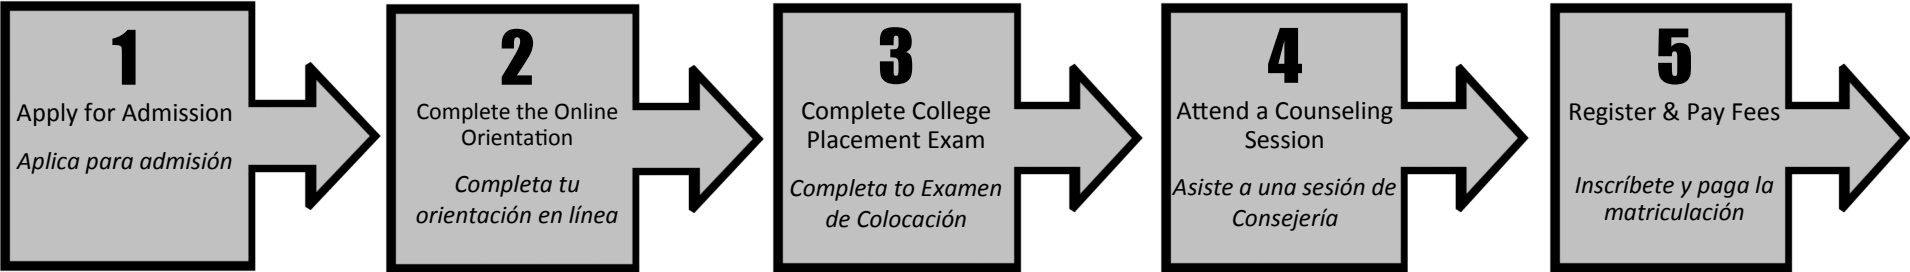 1
Apply for Admission
Aplica para admisión
2
Complete the Online
Orientation
Completa tu
orientación en línea
3
Complete College
Placement Exam
Completa to Examen
de Colocación
4
Attend a Counseling
Session
Asiste a una sesión de
Consejería
5
Register & Pay Fees
Inscríbete y paga la
matriculación